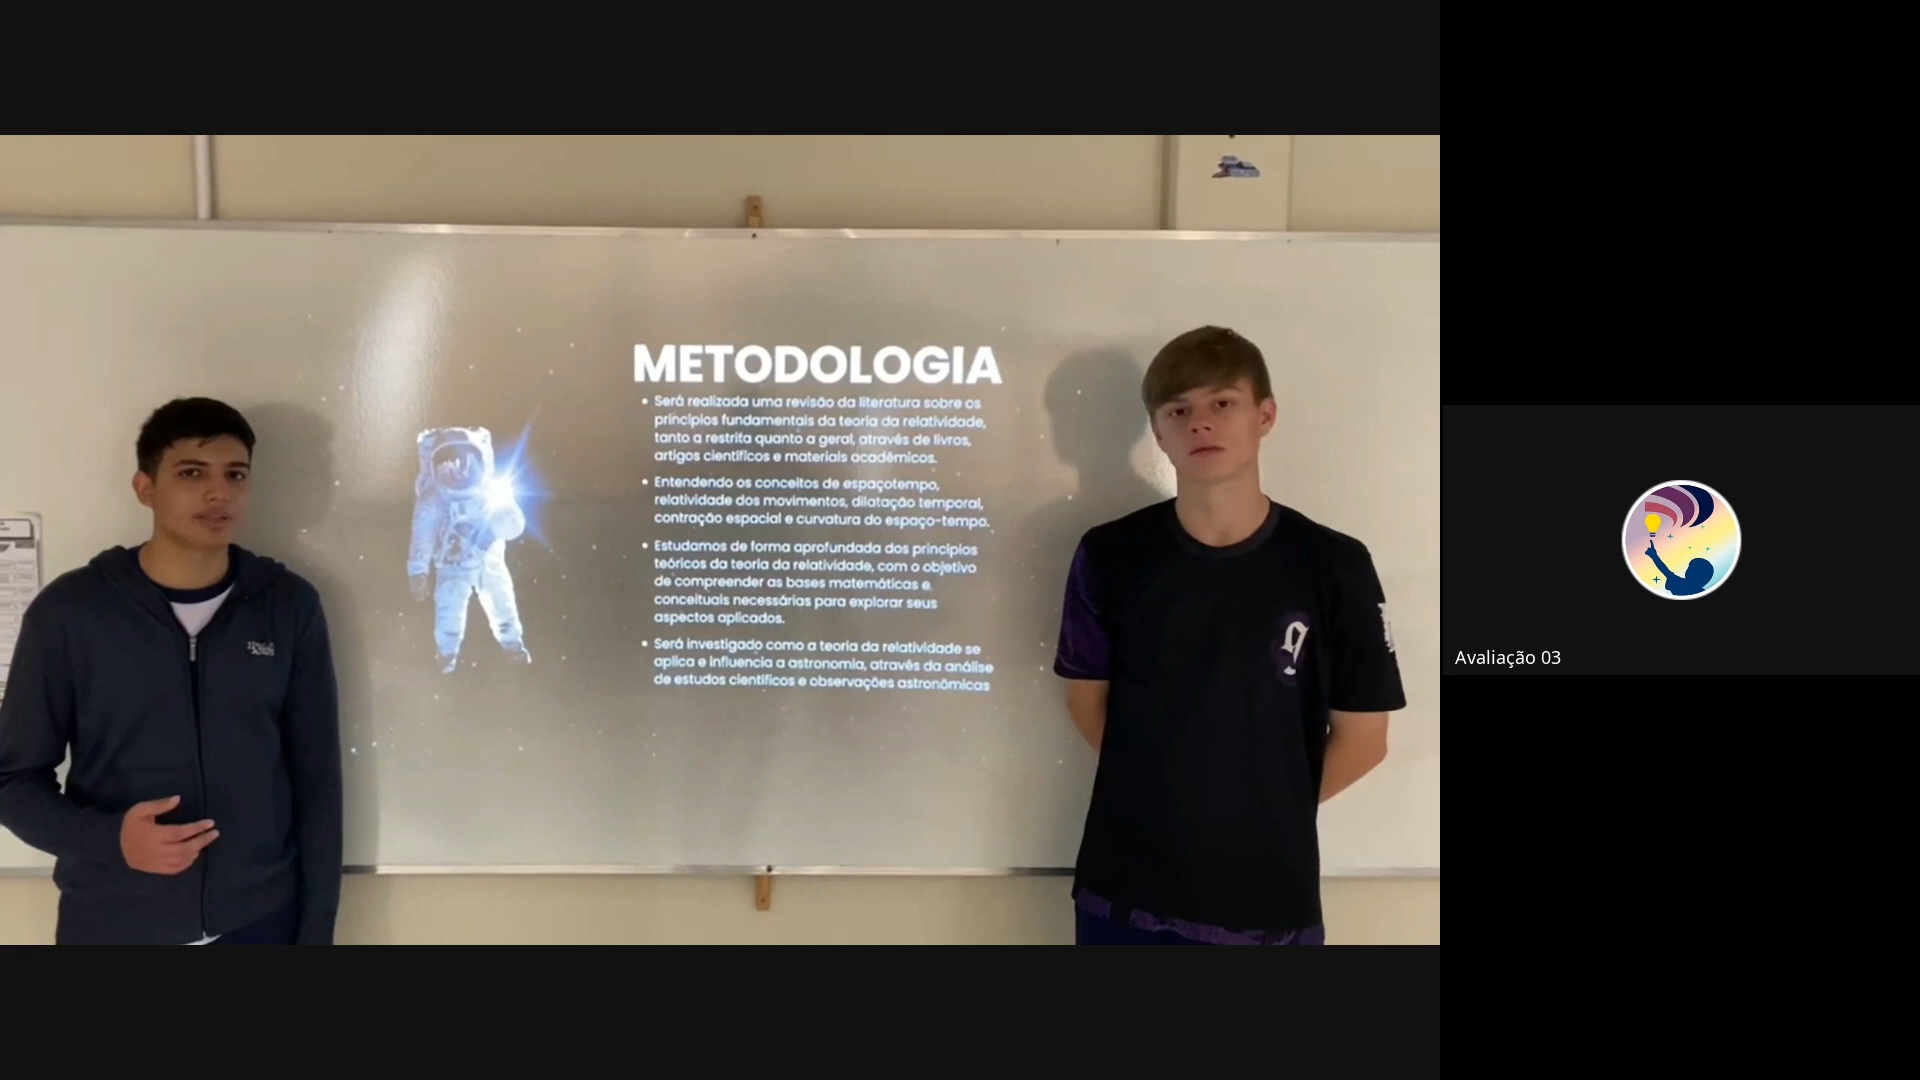 METODOLOGIA
• Será realizada uma revisão da literatura sobre os
princípios fundamentais da teoria da relatividade,
tanto a restrita quanto a geral, através de livros,
artigos científicos e materiais acadêmicos.
• Entendendo os conceitos de espaçotempo,
relatividade dos movimentos, dilatação temporal,
contração espacial e curvatura do espaço-tempo.
• Estudamos de forma aprofundada dos princípios
teóricos da teoria da relatividade, com o objetivo
de compreender as bases matemáticas e
conceituais necessárias para explorar seus
aspectos aplicados.
• Será investigado como a teoria da relatividade se
aplica e influencia a astronomia, através da análise
de estudos científicos e observações astronômicas
9
Avaliação 03